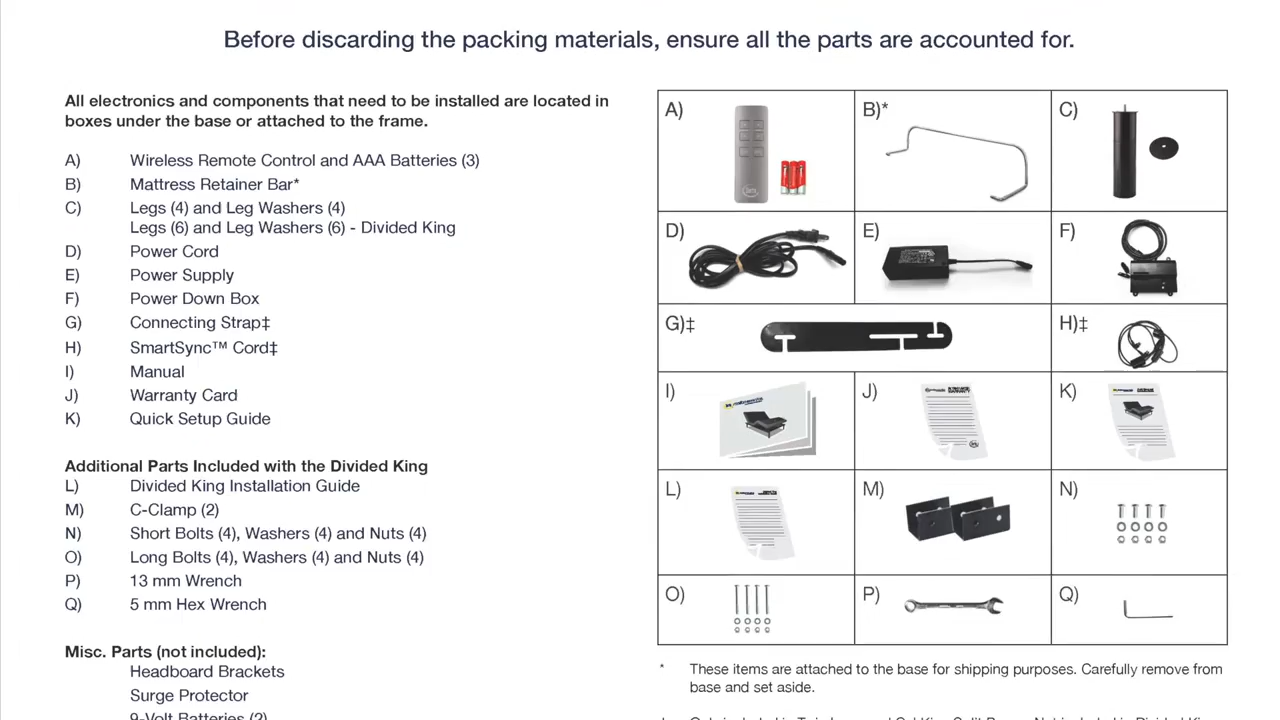 Before discarding the packing materials, ensure all the parts are accounted for.
All electronics and components that need to be installed are located in
boxes under the base or attached to the frame.
A) Wireless Remote Control and AAA Batteries (3)
B) Mattress Retainer Bar*
C) Legs (4) and Leg Washers (4)
Legs (6) and Leg Washers (6) - Divided King
D) Power Cord
E) Power Supply
F) Power Down Box
G) Connecting Strap‡
H) SmartSync™ Cord‡
I) Manual
J) Warranty Card
K) Quick Setup Guide
Additional Parts Included with the Divided King
L) Divided King Installation Guide
M) C-Clamp (2)
N) Short Bolts (4), Washers (4) and Nuts (4)
O) Long Bolts (4), Washers (4) and Nuts (4)
P) 13 mm Wrench
Q) 5 mm Hex Wrench
Misc. Parts (not included):
Headboard Brackets
Surge Protector
9-Volt Batteries (2)
A)
B)*
C)
D)
E)
F)
G)‡
H)‡
I)
J)
K)
L)
M)
N)
O)
P)
Q)
* These items are attached to the base for shipping purposes. Carefully remove from
base and set aside.